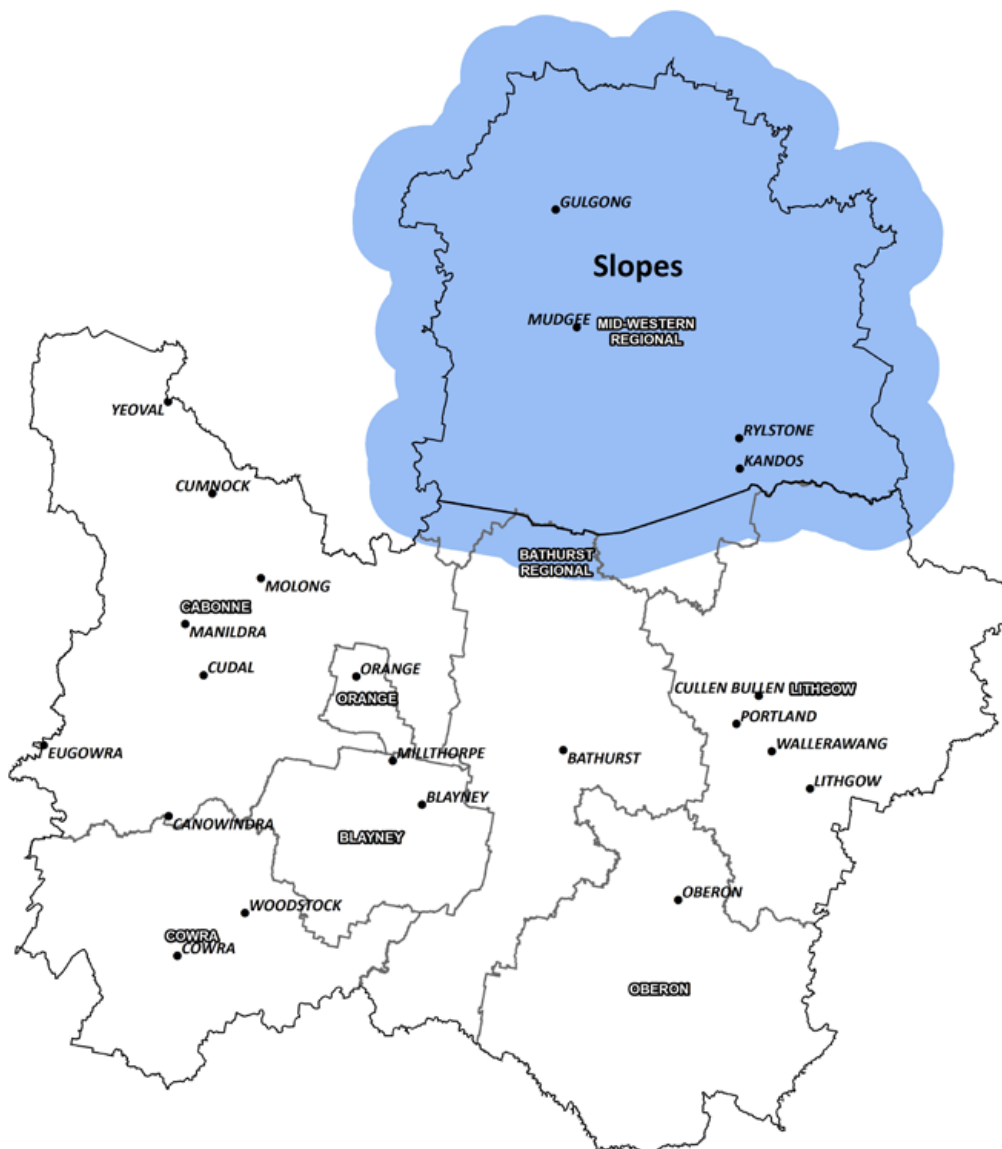 GULGONG
Slopes
MUDGEE
MID-WESTERN
REGIONAL
YEOVAL
RYLSTONE
KANDOS
CUMNOCK
BATHURST
REGIONAL
MOLONG
CABONNE
MANILDRA
CUDAL
ORANGE
ORANGE
CULLEN BULLEN
LITHGOW
PORTLAND
EUGOWRA
MILLTHORPE
BATHURST
WALLERAWANG
LITHGOW
BLAYNEY
CANOWINDRA
BLAYNEY
OBERON
WOODSTOCK
COWRA
COWRA
OBERON